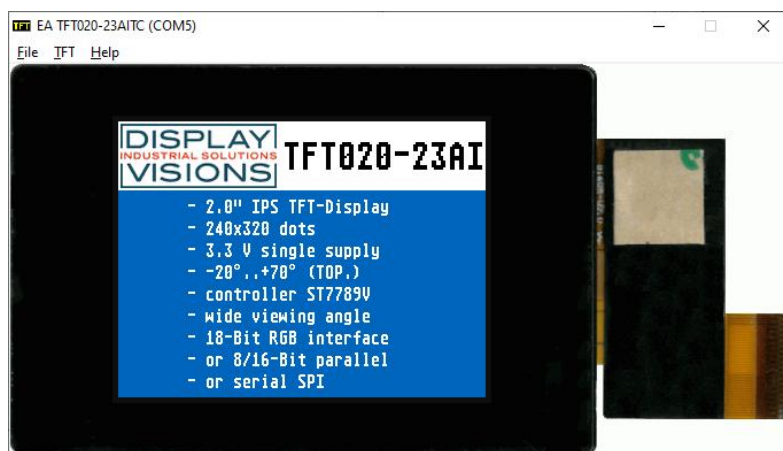 TFT EA TFT020-23AITC (COM5)
File TFT Help
DISPLAY
INDUSTRIAL SOLUTIONS
VISIONS
TFT020-23AI
- 2.0" IPS TFT-Display
- 240x320 dots
- 3.3 V single supply
- -20°..+70° (TOP.)
- controller ST7789V
- wide viewing angle
- 18-Bit RGB interface
- or 8/16-Bit parallel
- or serial SPI